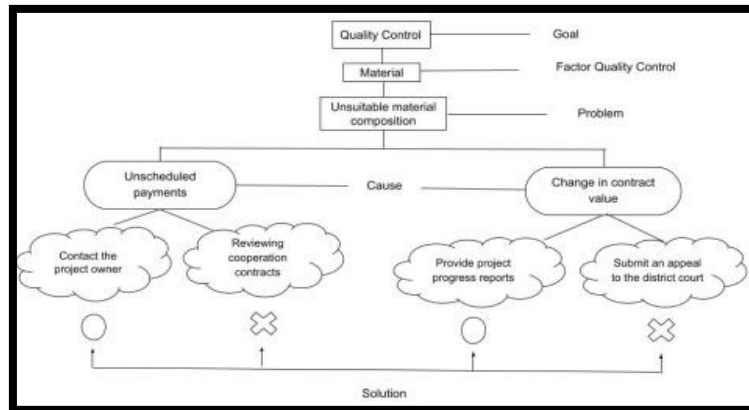 Quality Control
Goal
Material
Factor Quality Control
Unsuitable material
composition
Problem
Unscheduled
payments
Cause
Change in contract
value
Contact the
project owner
Reviewing
cooperation
contracts
Provide project
progress reports
Submit an appeal
to the district court
Solution